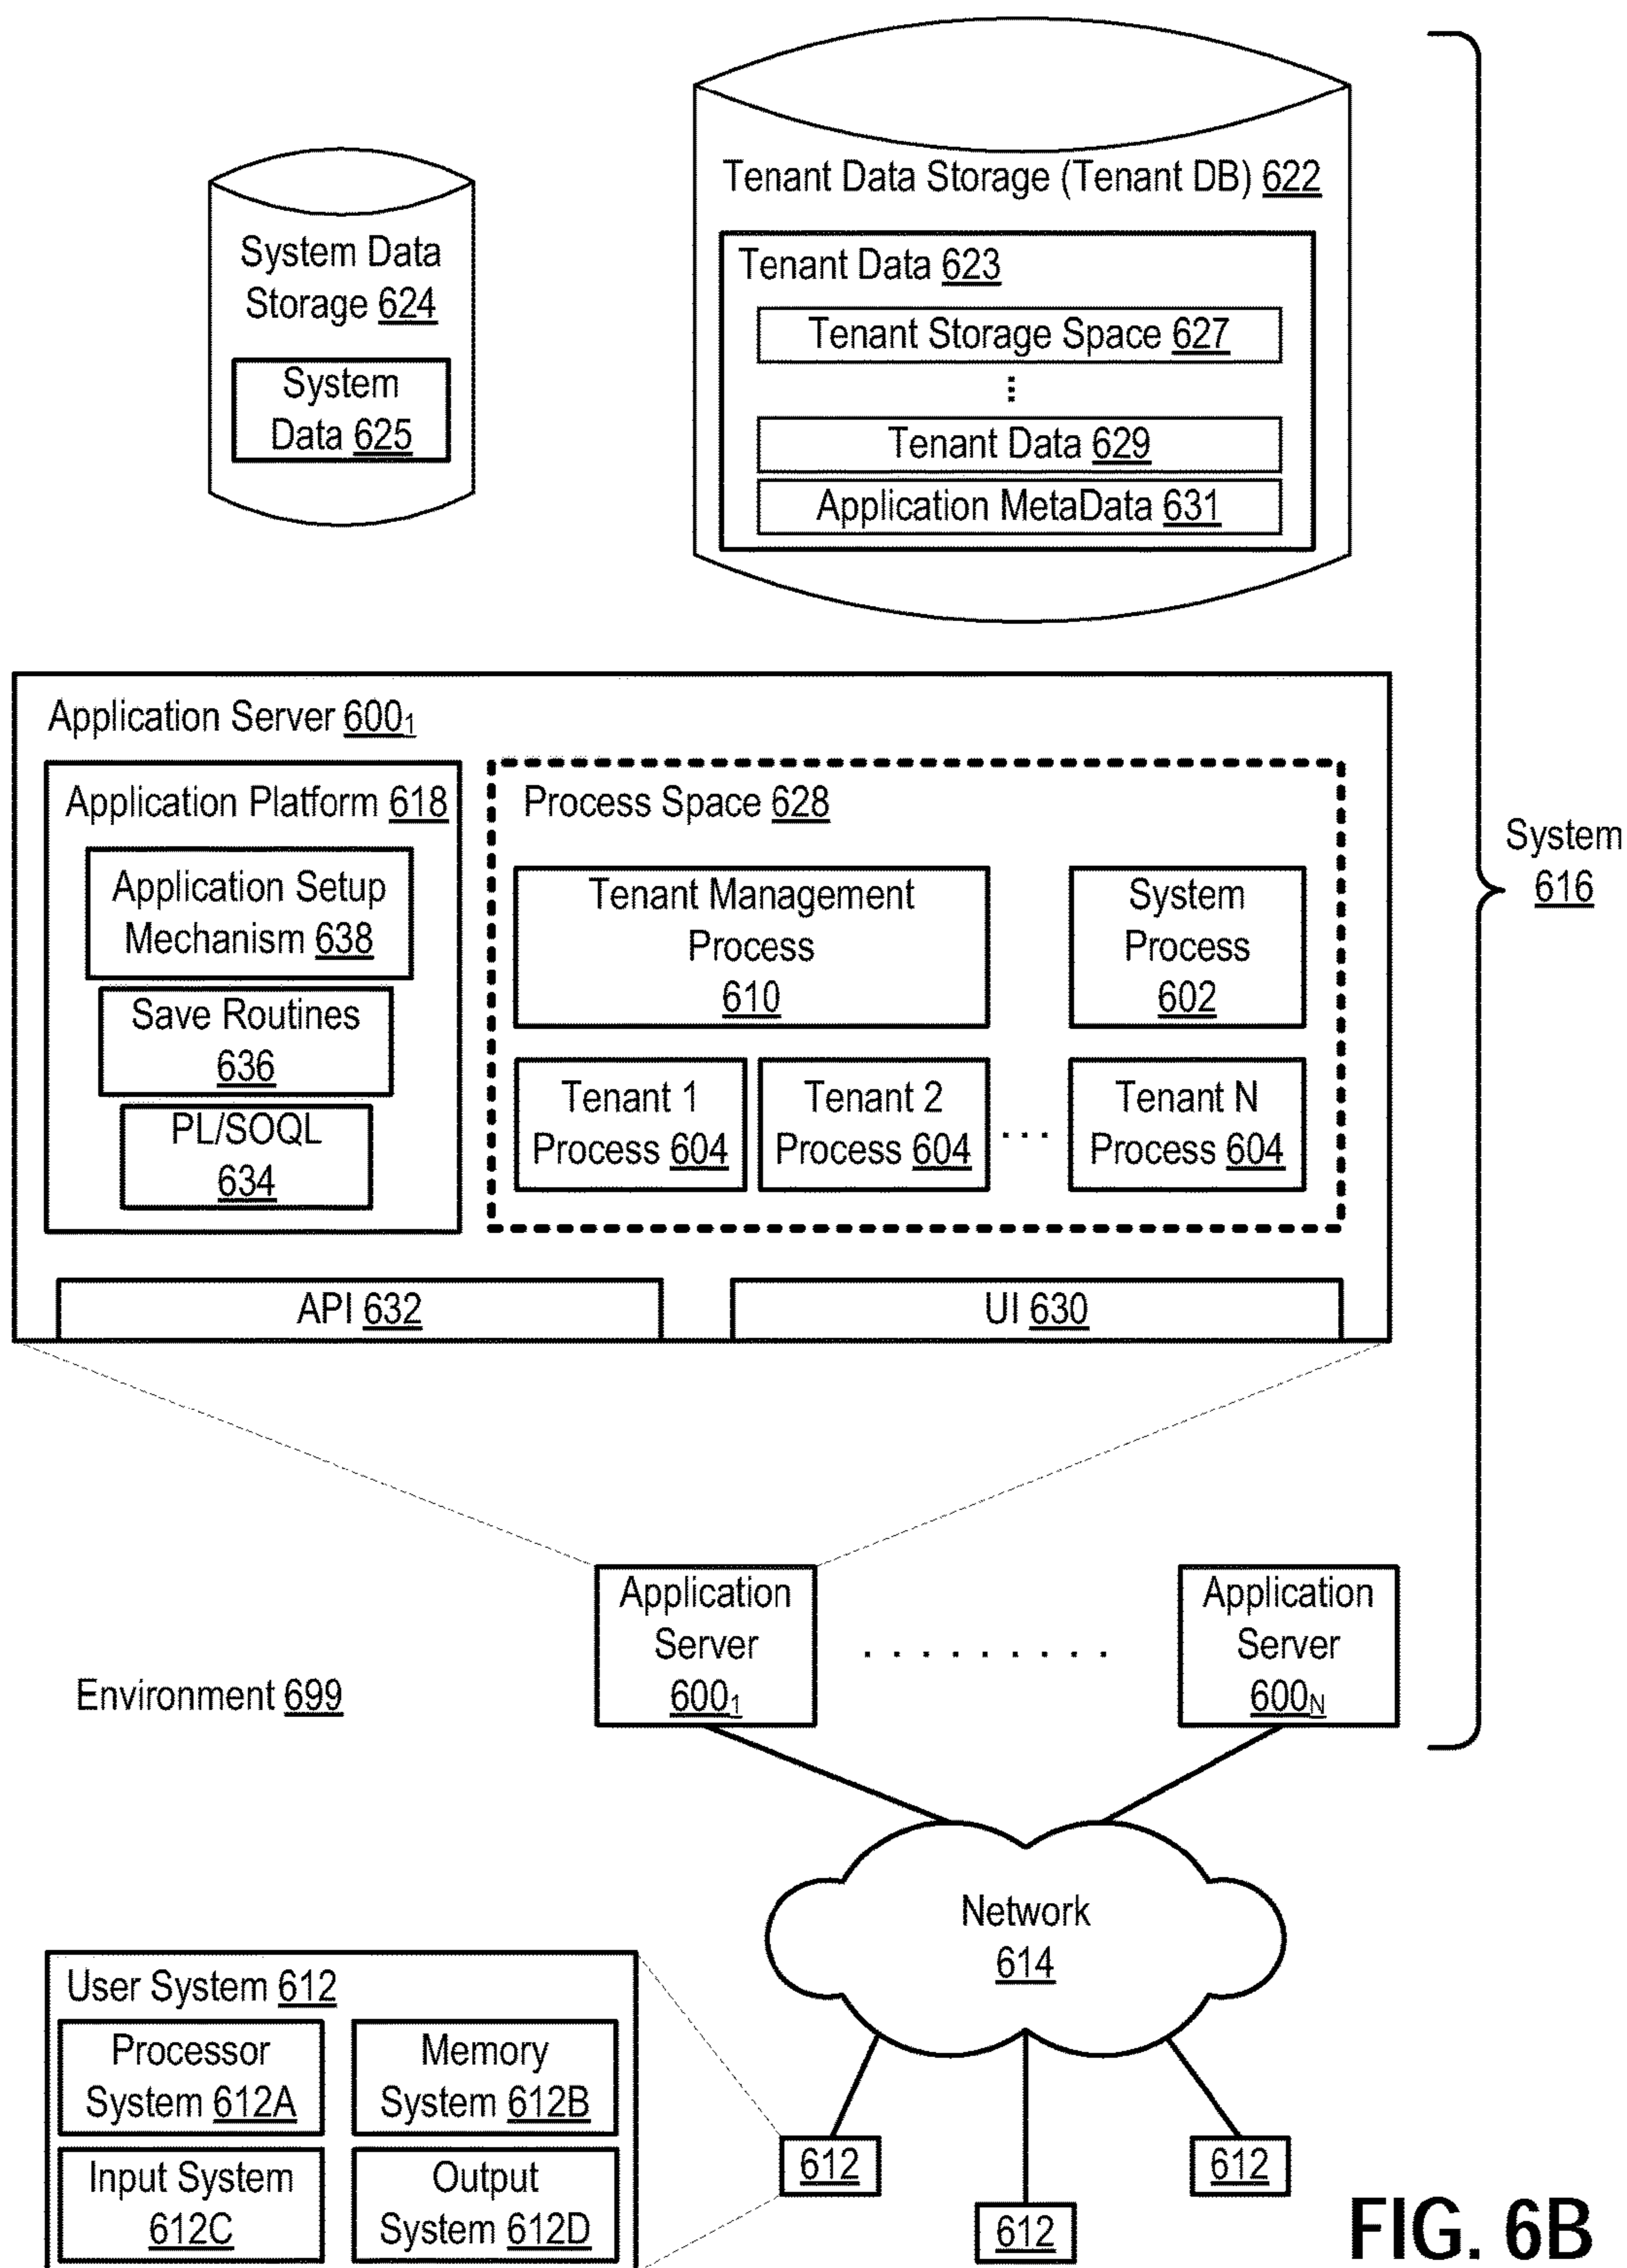 System Data
Storage 624
System
Data 625
Tenant Data Storage (Tenant DB) 622
Tenant Data 623
Tenant Storage Space 627
⋮
Tenant Data 629
Application MetaData 631
Application Server 600₁
Application Platform 618
Application Setup
Mechanism 638
Save Routines
636
PL/SOQL
634
Process Space 628
Tenant Management
Process
610
System
Process
602
Tenant 1
Process 604
Tenant 2
Process 604
...
Tenant N
Process 604
API 632
UI 630
System
616
Environment 699
Application
Server
600₁
. . . . . . . . .
Application
Server
600N
Network
614
User System 612
Processor
System 612A
Memory
System 612B
Input System
612C
Output
System 612D
612
612
612
FIG. 6B